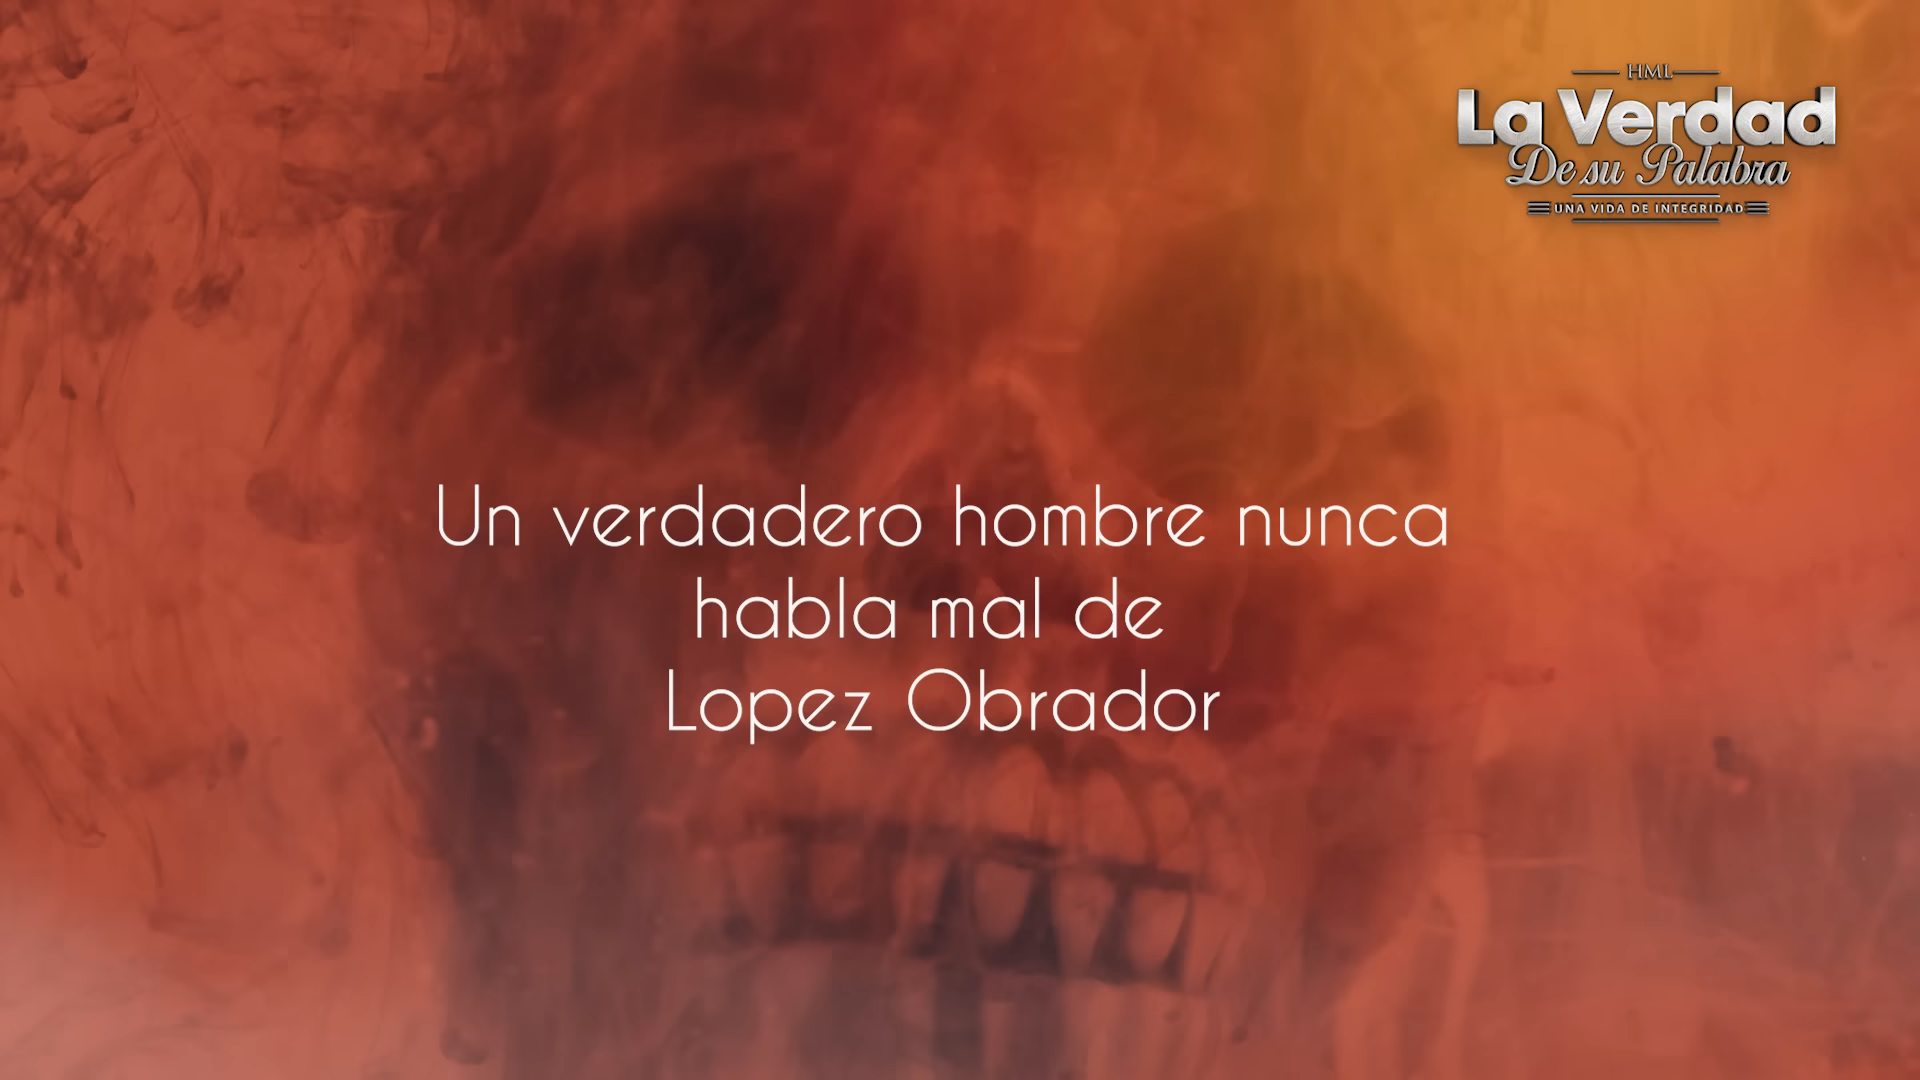 HML
La Verdad
De su Palabra
UNA VIDA DE INTEGRIDAD
Un verdadero hombre nunca
habla mal de
Lopez Obrador